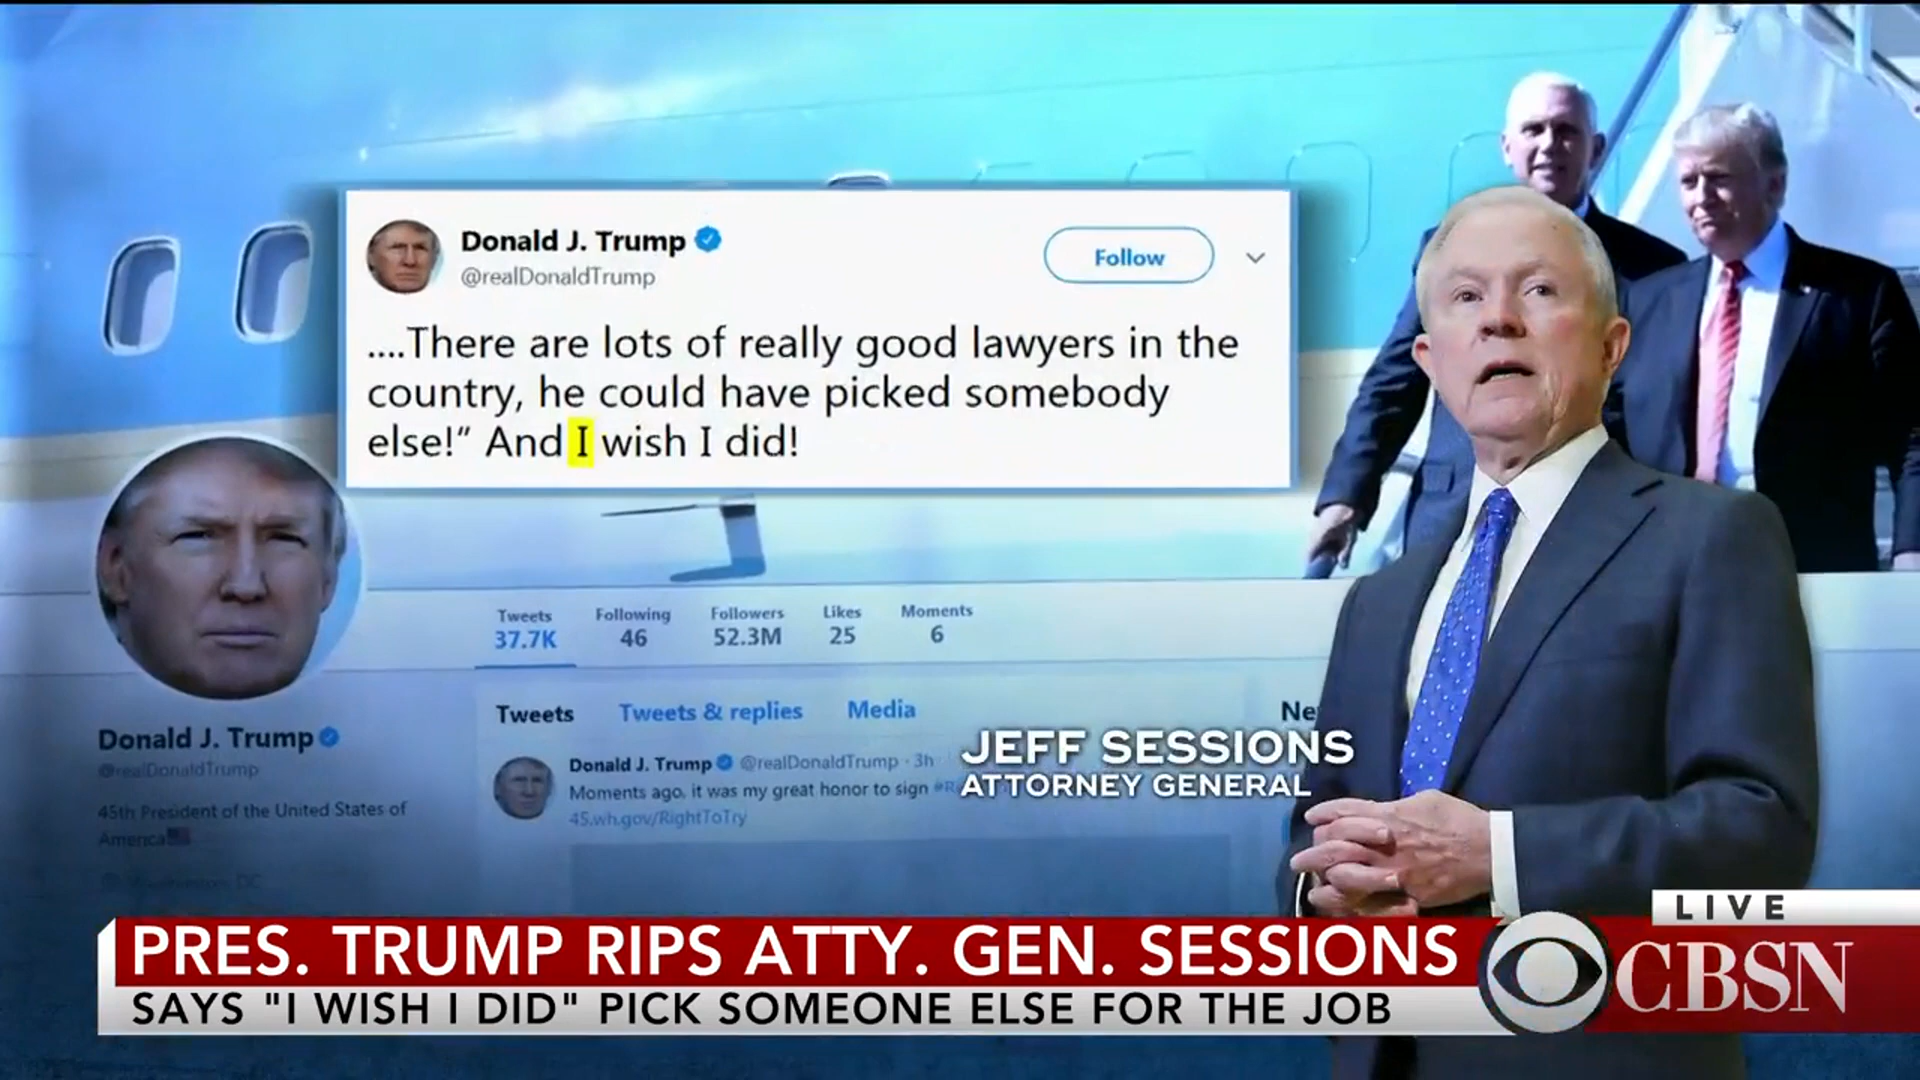 Donald J. Trump
@realDonaldTrump
Follow
....There are lots of really good lawyers in the
country, he could have picked somebody
else!” And I wish I did!
Tweets Following Followers Likes Moments
37.7K 46 52.3M 25 6
Tweets Tweets & replies Media
Donald J. Trump
@realDonaldTrump
45th President of the United States of
America
Donald J. Trump @realDonaldTrump · 3h
Moments ago, it was my great honor to sign
45.wh.gov/RightToTry
JEFF SESSIONS
ATTORNEY GENERAL
LIVE
PRES. TRUMP RIPS ATTY. GEN. SESSIONS
SAYS "I WISH I DID" PICK SOMEONE ELSE FOR THE JOB
CBSN